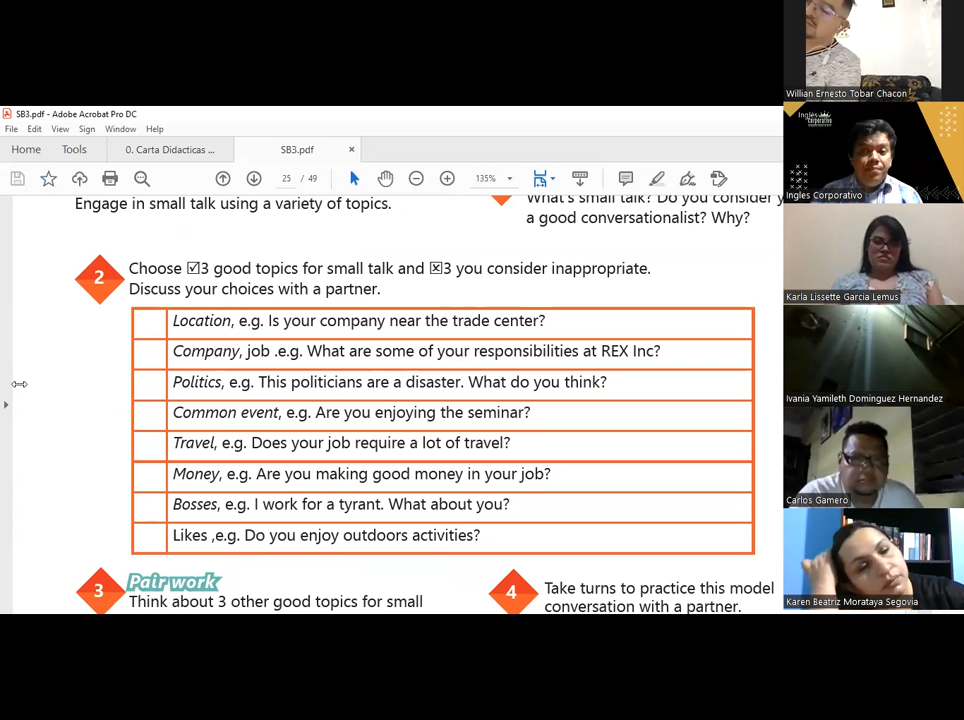 SB3.pdf - Adobe Acrobat Pro DC
File Edit View Sign Window Help
Home Tools 0. Carta Didacticas ... SB3.pdf ×
25 / 49 135%
Engage in small talk using a variety of topics.
What's small talk? Do you consider y
a good conversationalist? Why?
2 Choose ☑3 good topics for small talk and ☒3 you consider inappropriate.
Discuss your choices with a partner.
Location, e.g. Is your company near the trade center?
Company, job .e.g. What are some of your responsibilities at REX Inc?
Politics, e.g. This politicians are a disaster. What do you think?
Common event, e.g. Are you enjoying the seminar?
Travel, e.g. Does your job require a lot of travel?
Money, e.g. Are you making good money in your job?
Bosses, e.g. I work for a tyrant. What about you?
Likes ,e.g. Do you enjoy outdoors activities?
3 Pair work
Think about 3 other good topics for small
4 Take turns to practice this model
conversation with a partner.
Willian Ernesto Tobar Chacon
Inglés
corporativo
Ingles Corporativo
Karla Lissette Garcia Lemus
Ivania Yamileth Dominguez Hernandez
Carlos Gamero
Karen Beatriz Morataya Segovia